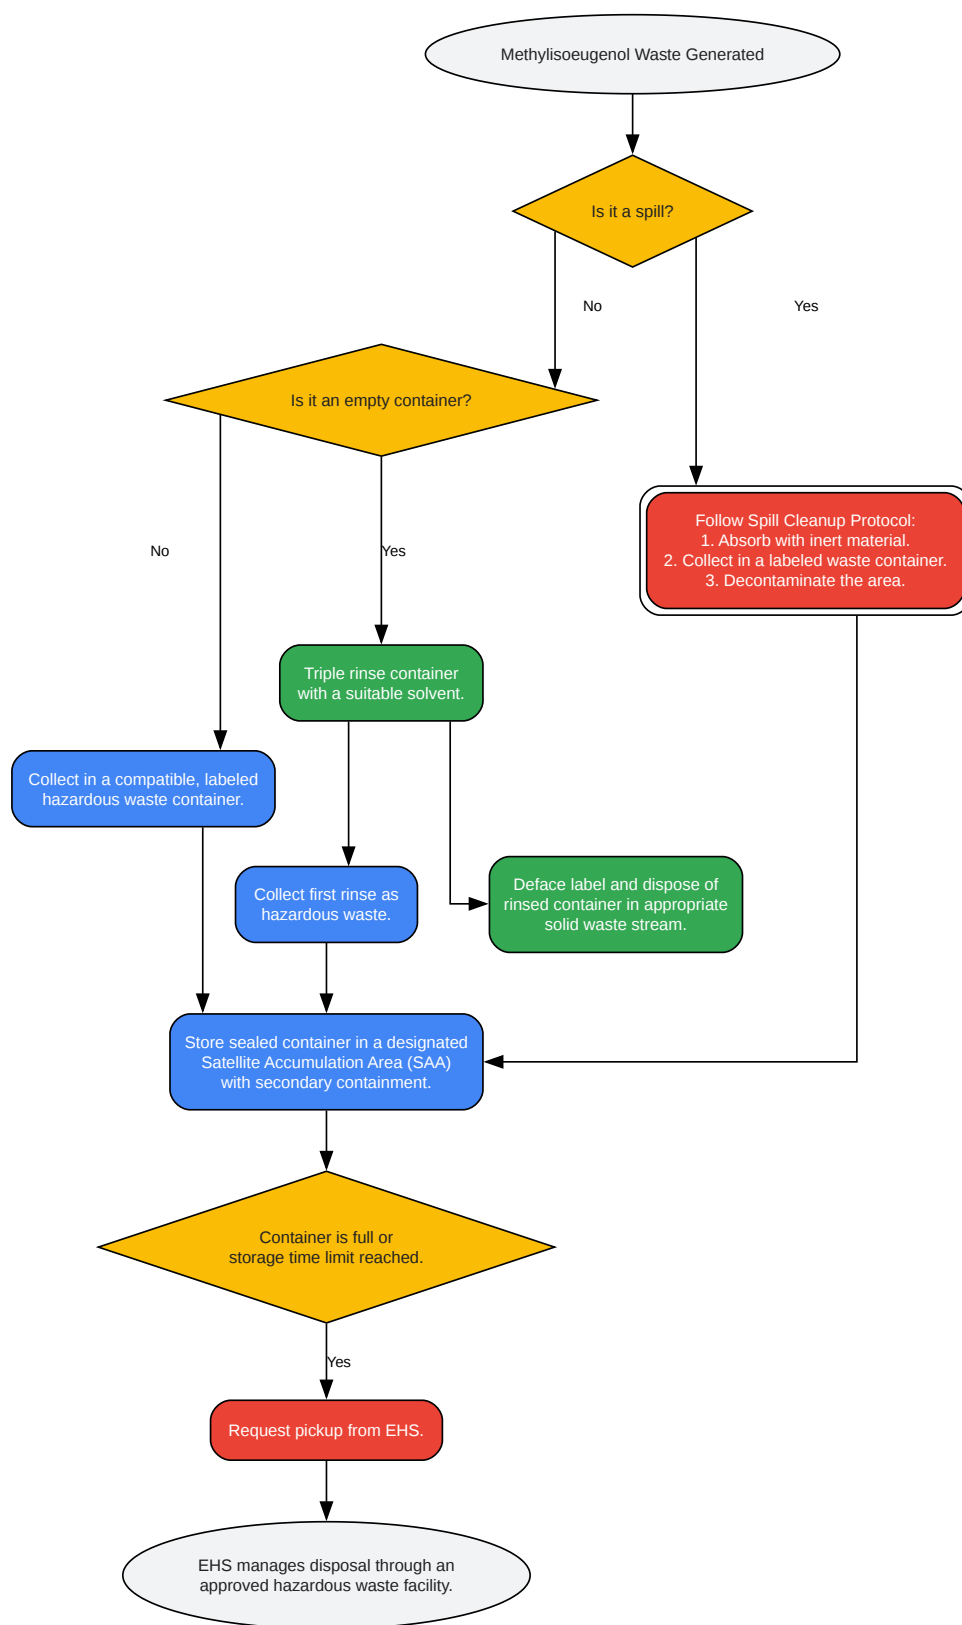 Methylisoeugenol Waste Generated
Is it a spill?
No
Yes
Is it an empty container?
Follow Spill Cleanup Protocol:
1. Absorb with inert material.
2. Collect in a labeled waste container.
3. Decontaminate the area.
No
Yes
Triple rinse container
with a suitable solvent.
Collect in a compatible, labeled
hazardous waste container.
Collect first rinse as
hazardous waste.
Deface label and dispose of
rinsed container in appropriate
solid waste stream.
Store sealed container in a designated
Satellite Accumulation Area (SAA)
with secondary containment.
Container is full or
storage time limit reached.
Yes
Request pickup from EHS.
EHS manages disposal through an
approved hazardous waste facility.